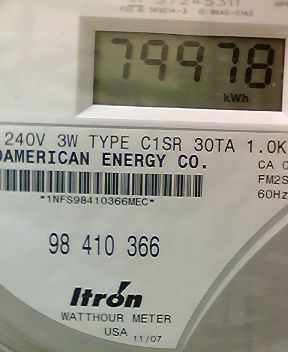 79978
kWh
240V 3W TYPE C1SR 30TA 1.0K
DAMERICAN ENERGY CO.
CA
*1NFS98410366MEC*
FM2S
60Hz
98 410 366
Itron
WATTHOUR METER
USA 11/07